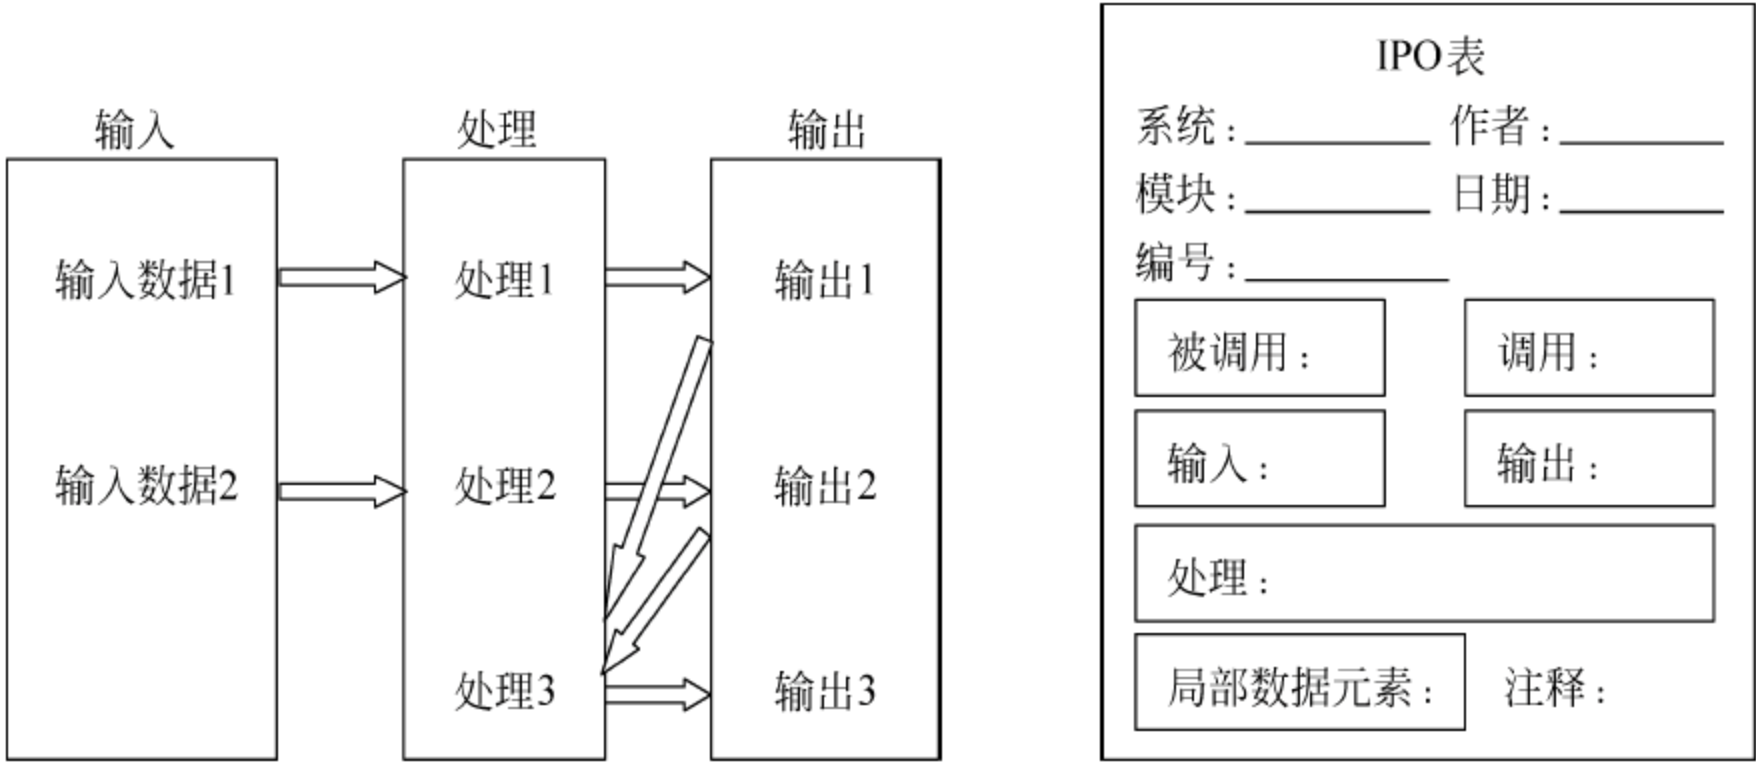 输入 处理 输出
输入数据1 处理1 输出1
输入数据2 处理2 输出2
处理3 输出3
IPO表
系统: 作者:
模块: 日期:
编号:
被调用: 调用:
输入: 输出:
处理:
局部数据元素: 注释: